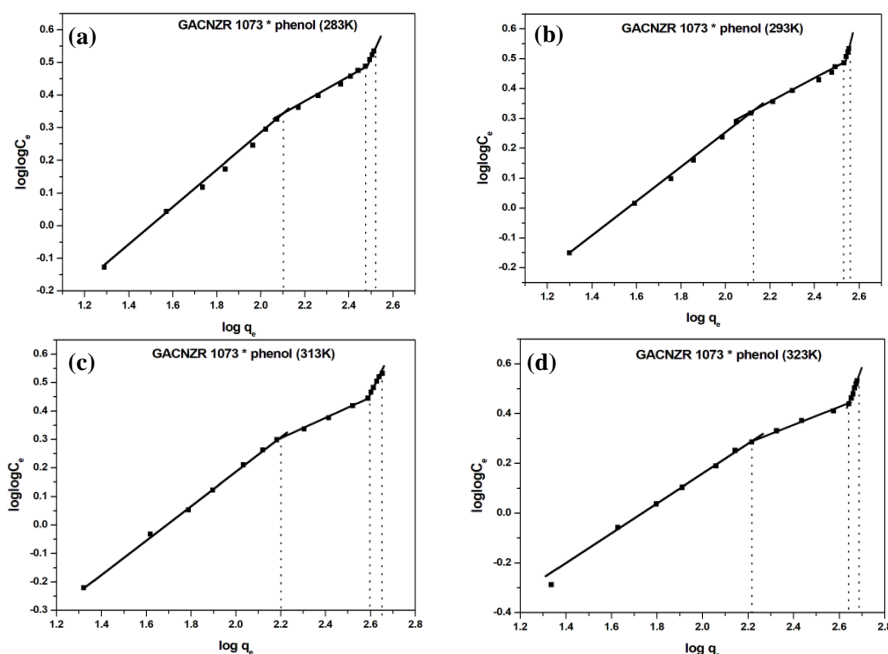 (a)
GACNZR 1073 * phenol (283K)
loglogCe
0.6
0.5
0.4
0.3
0.2
0.1
0.0
-0.1
-0.2
1.2 1.4 1.6 1.8 2.0 2.2 2.4 2.6
log qe
(b)
GACNZR 1073 * phenol (293K)
loglogCe
0.6
0.5
0.4
0.3
0.2
0.1
0.0
-0.1
-0.2
1.2 1.4 1.6 1.8 2.0 2.2 2.4 2.6
log qe
(c)
GACNZR 1073 * phenol (313K)
loglogCe
0.6
0.5
0.4
0.3
0.2
0.1
0.0
-0.1
-0.2
-0.3
1.2 1.4 1.6 1.8 2.0 2.2 2.4 2.6 2.8
log qe
(d)
GACNZR 1073 * phenol (323K)
loglogCe
0.6
0.4
0.2
0.0
-0.2
-0.4
1.2 1.4 1.6 1.8 2.0 2.2 2.4 2.6 2.8
log q